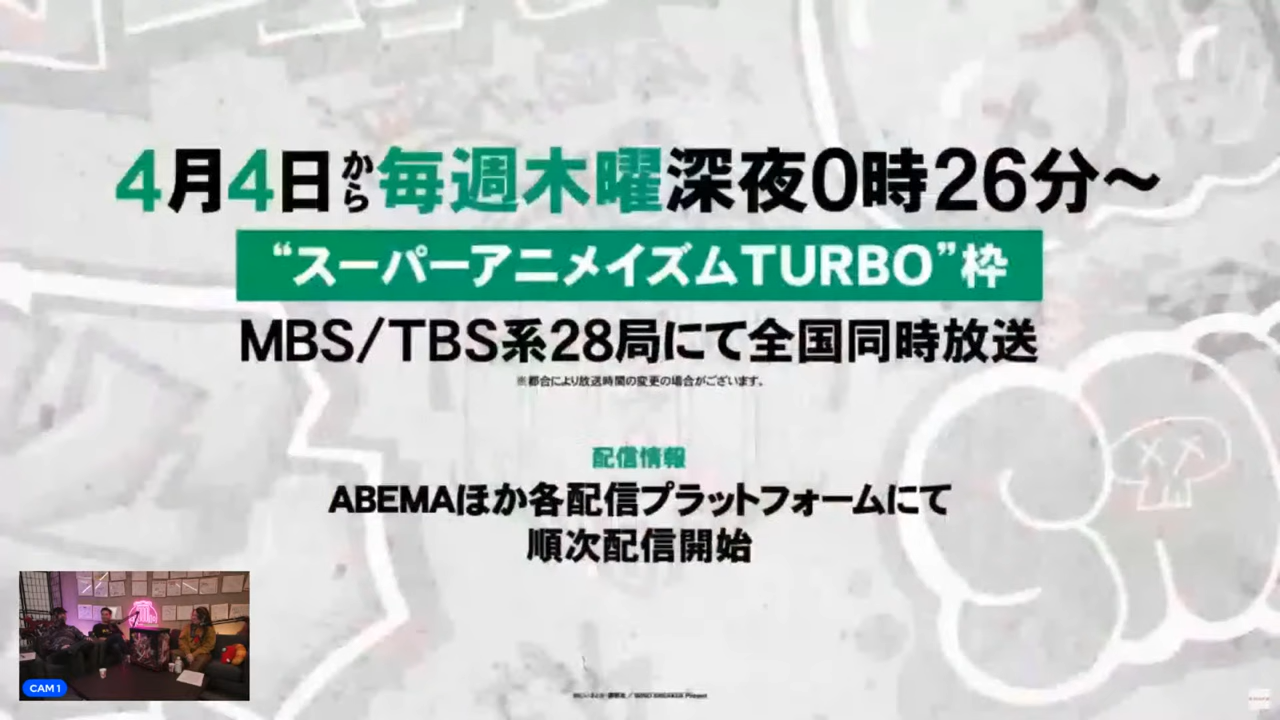 4月4日から毎週木曜深夜0時26分～
“スーパーアニメイズムTURBO”枠
MBS/TBS系28局にて全国同時放送
※都合により放送時間の変更の場合がございます。
配信情報
ABEMAほか各配信プラットフォームにて
順次配信開始
CAM 1
／WIND BREAKER Project